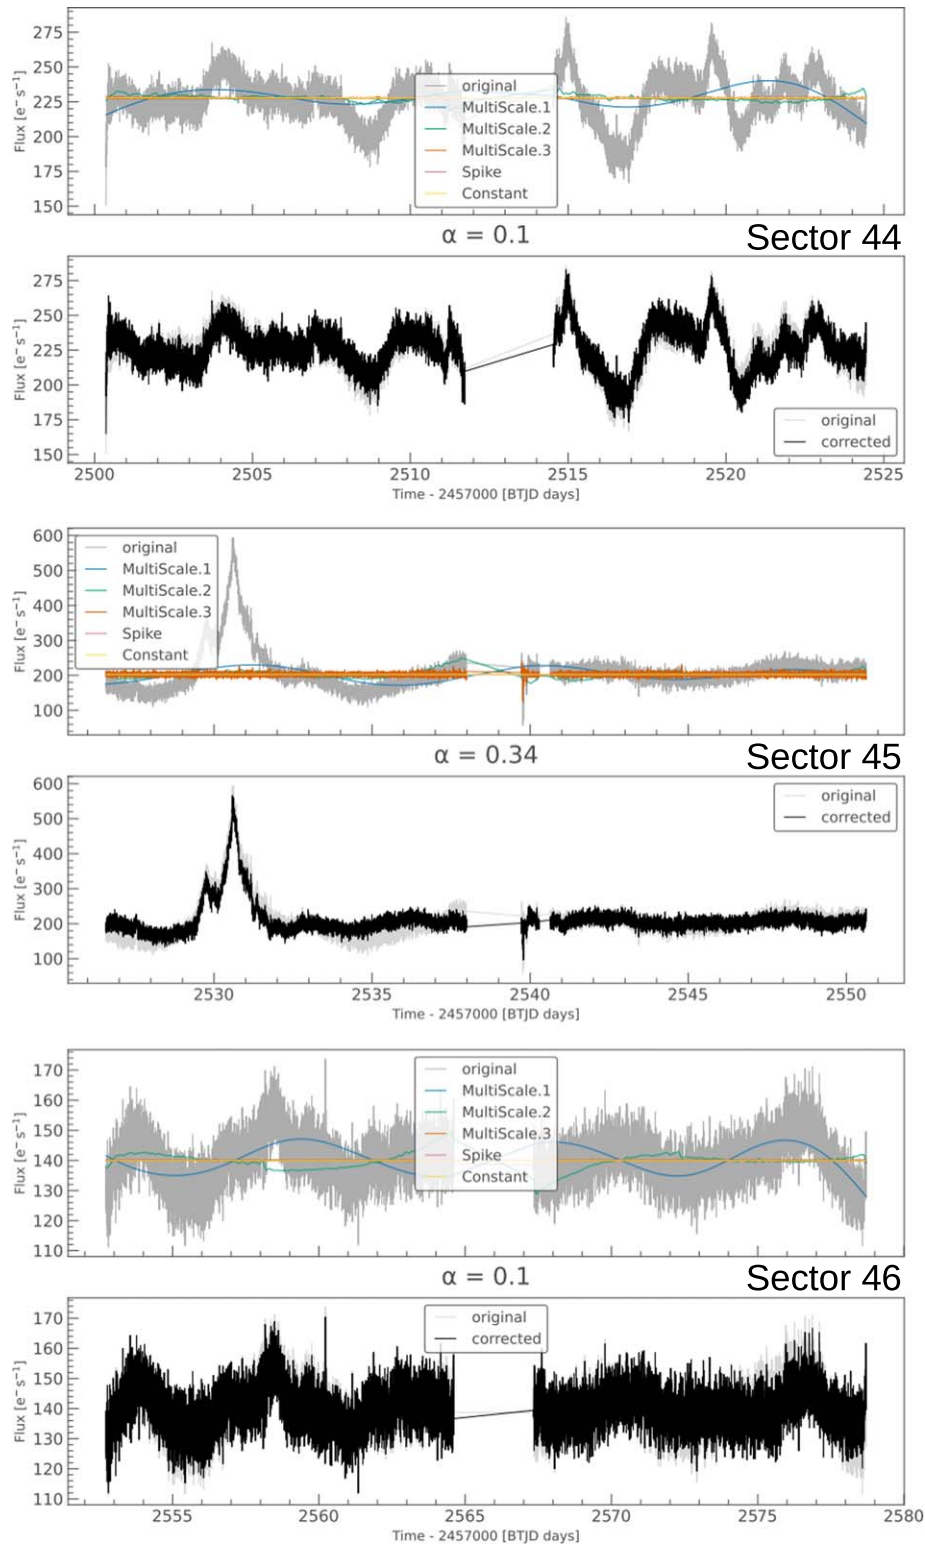 275
250
225
200
175
150
Flux [e⁻ s⁻¹]
original
MultiScale.1
MultiScale.2
MultiScale.3
Spike
Constant
α = 0.1
Sector 44
275
250
225
200
175
150
Flux [e⁻ s⁻¹]
original
corrected
2500 2505 2510 2515 2520 2525
Time - 2457000 [BTJD days]
600
500
400
300
200
100
Flux [e⁻ s⁻¹]
original
MultiScale.1
MultiScale.2
MultiScale.3
Spike
Constant
α = 0.34
Sector 45
600
500
400
300
200
100
Flux [e⁻ s⁻¹]
original
corrected
2530 2535 2540 2545 2550
Time - 2457000 [BTJD days]
170
160
150
140
130
120
110
Flux [e⁻ s⁻¹]
original
MultiScale.1
MultiScale.2
MultiScale.3
Spike
Constant
α = 0.1
Sector 46
170
160
150
140
130
120
110
Flux [e⁻ s⁻¹]
original
corrected
2555 2560 2565 2570 2575 2580
Time - 2457000 [BTJD days]